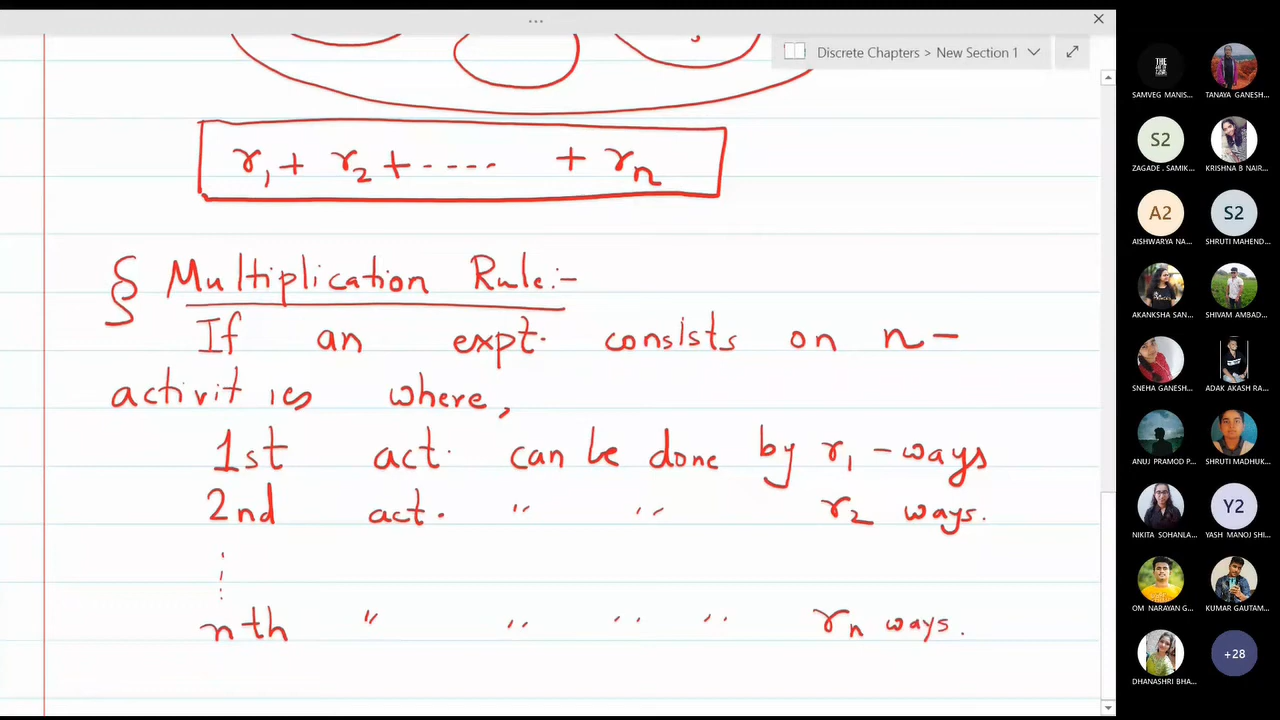 ...
Discrete Chapters > New Section 1
r₁ + r₂ + ---- + rₙ
§ Multiplication Rule:-
If an expt. consists on n-
activities where,
1st act. can be done by r₁ - ways
2nd act. " " r₂ ways.
nth " " " " rₙ ways.
THE
SAMVEG MANIS...
TANAYA GANESH...
S2
ZAGADE . SAMIK...
KRISHNA B NAIR...
A2
AISHWARYA NA...
S2
SHRUTI MAHEND...
AKANKSHA SAN...
SHIVAM AMBAD...
SNEHA GANESH...
ADAK AKASH RA...
ANUJ PRAMOD P...
SHRUTI MADHUK...
NIKITA SOHANLA...
Y2
YASH MANOJ SHI...
OM NARAYAN G...
KUMAR GAUTAM...
DHANASHRI BHA...
+28